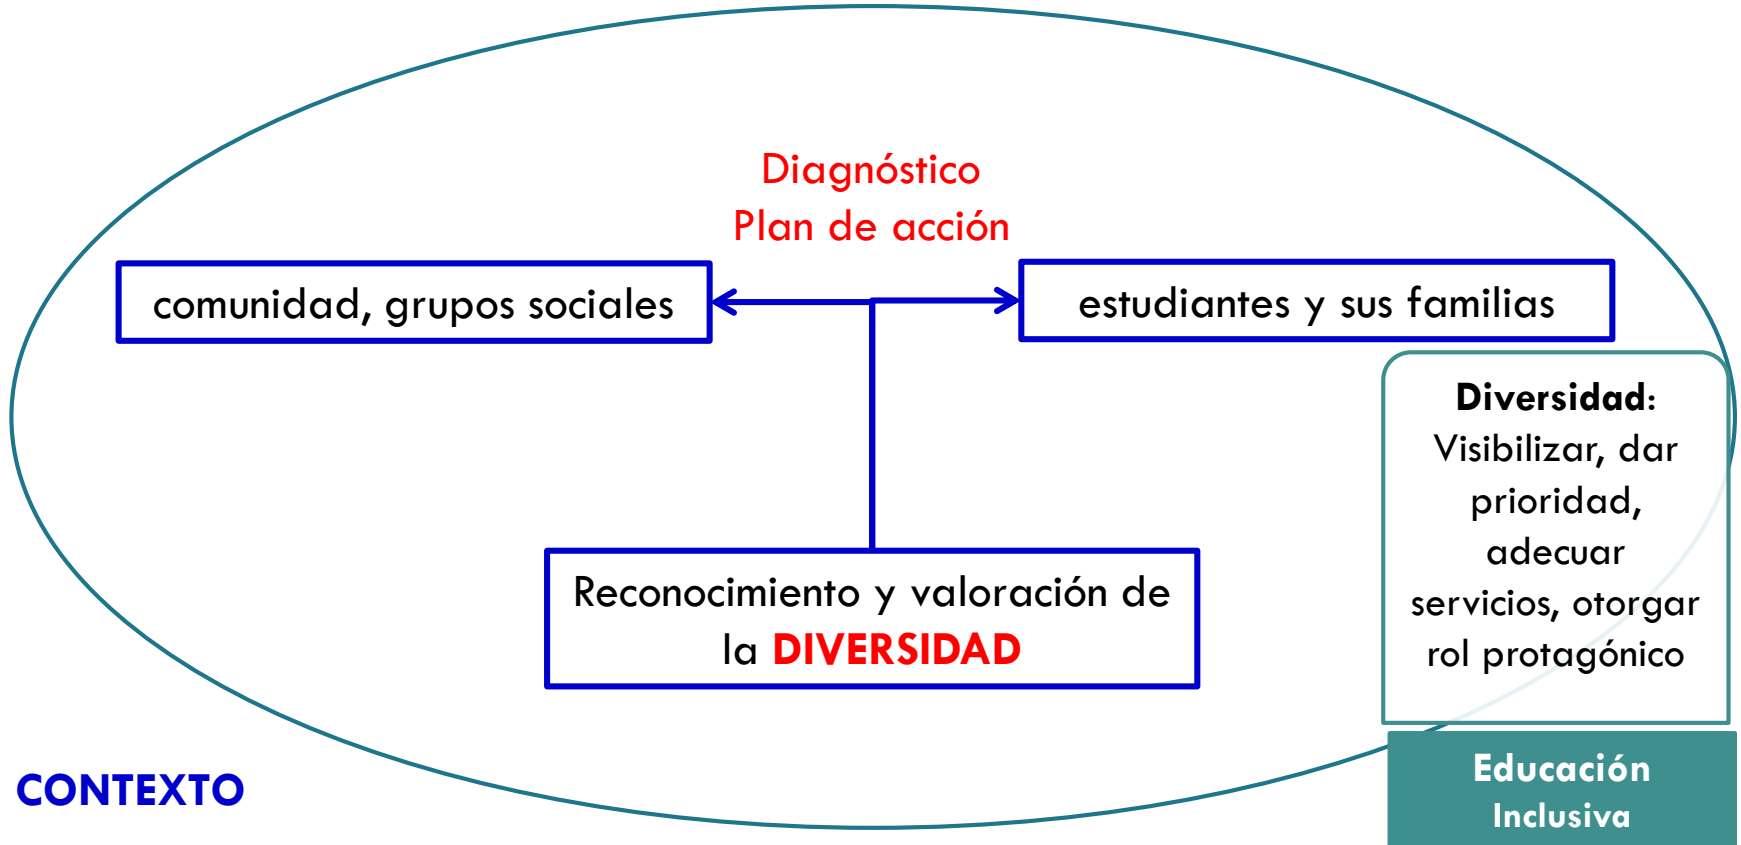 Diagnóstico
Plan de acción
comunidad, grupos sociales
estudiantes y sus familias
Diversidad:
Visibilizar, dar
prioridad,
adecuar
servicios, otorgar
rol protagónico
Reconocimiento y valoración de
la DIVERSIDAD
CONTEXTO
Educación
Inclusiva